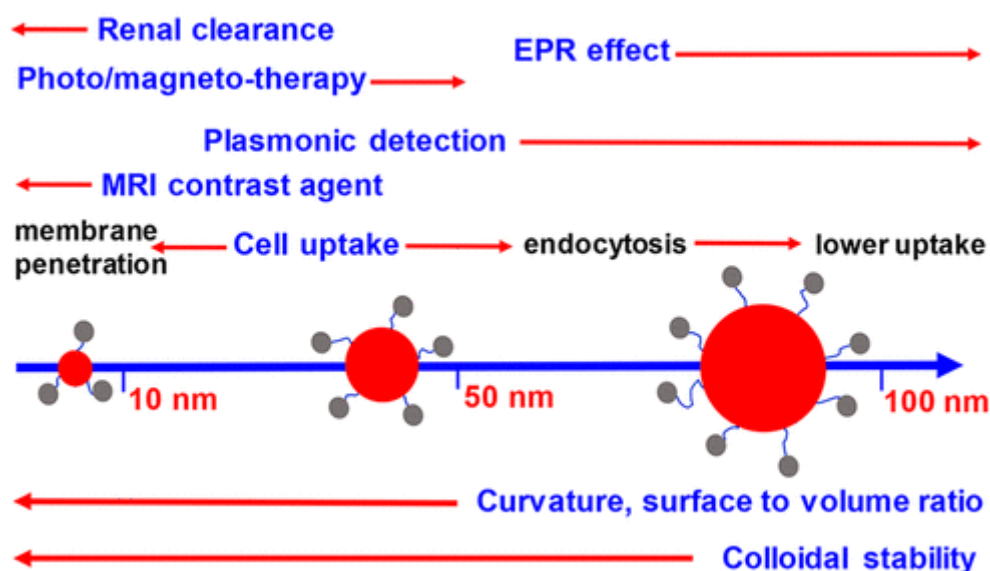 Renal clearance
EPR effect
Photo/magneto-therapy
Plasmonic detection
MRI contrast agent
membrane
penetration
Cell uptake
endocytosis
lower uptake
10 nm
50 nm
100 nm
Curvature, surface to volume ratio
Colloidal stability